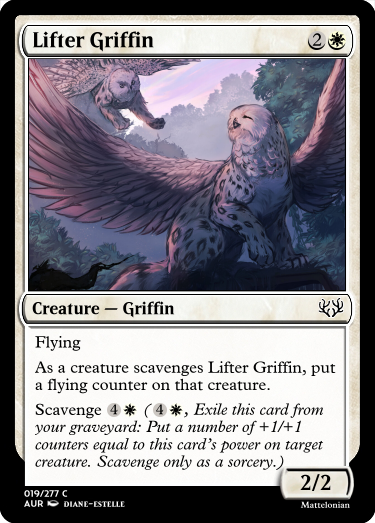 Lifter Griffin 2
Creature — Griffin
Flying
As a creature scavenges Lifter Griffin, put
a flying counter on that creature.
Scavenge 4 ( 4 , Exile this card from
your graveyard: Put a number of +1/+1
counters equal to this card's power on target
creature. Scavenge only as a sorcery.)
2/2
019/277 C
AUR DIANE-ESTELLE
Mattelonian